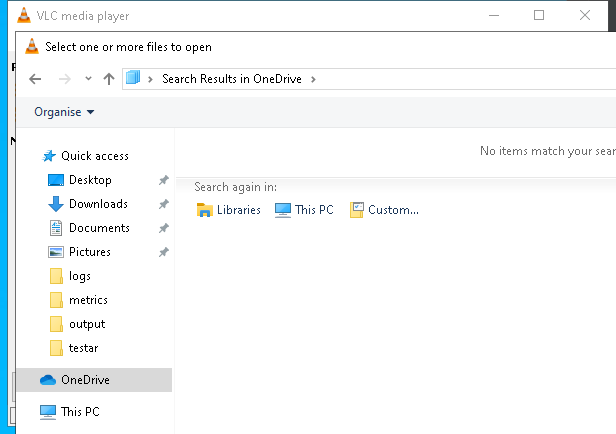 VLC media player
Select one or more files to open
Search Results in OneDrive
Organise
No items match your sear
Quick access
Desktop
Downloads
Documents
Pictures
logs
metrics
output
testar
OneDrive
This PC
Search again in:
Libraries This PC Custom...